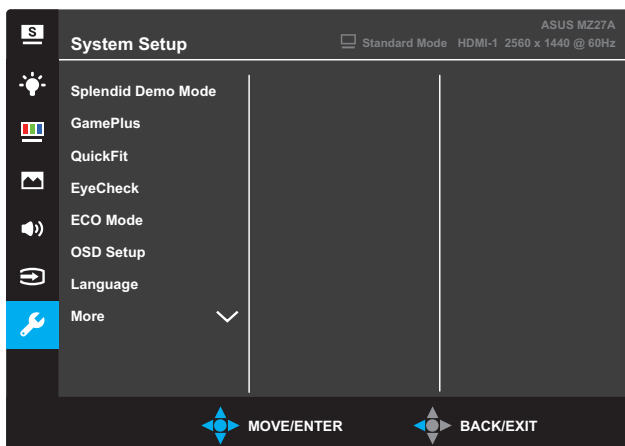 S
ASUS MZ27A
System Setup
Standard Mode HDMI-1 2560 x 1440 @ 60Hz
Splendid Demo Mode
GamePlus
QuickFit
EyeCheck
ECO Mode
OSD Setup
Language
More
MOVE/ENTER BACK/EXIT